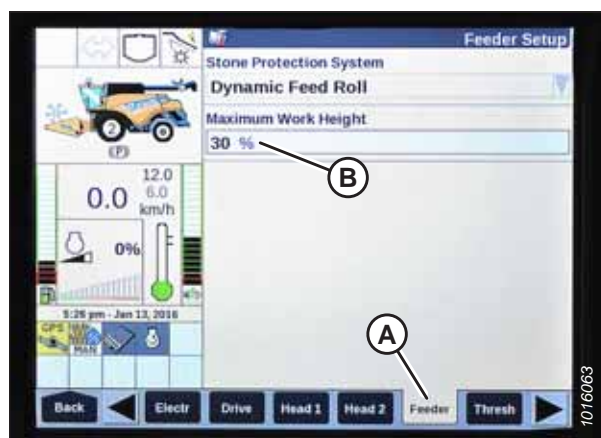 Feeder Setup
Stone Protection System
Dynamic Feed Roll
Maximum Work Height
30 %
B
2
(P)
12.0
0.0 6.0
km/h
0%
5:26 pm - Jan 13, 2016
GPS
MAN
A
Back Electr Drive Head 1 Head 2 Feeder Thresh
1016063